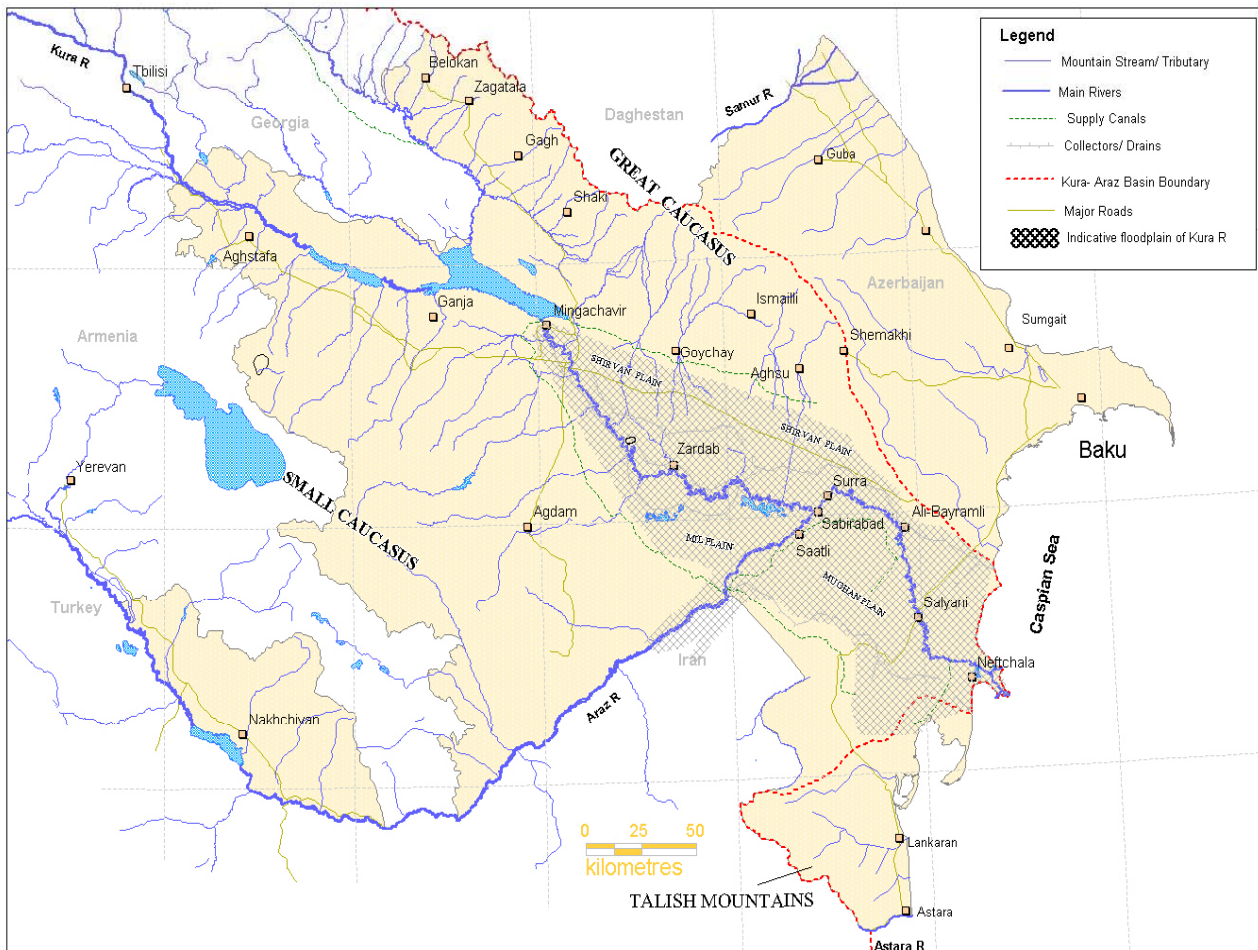 Legend
Mountain Stream/ Tributary
Main Rivers
Supply Canals
Collectors/ Drains
Kura- Araz Basin Boundary
Major Roads
Indicative floodplain of Kura R
Kura R
Tbilisi
Belokan
Zagatala
Georgia
Daghestan
Samur R
Gagh
Guba
GREAT CAUCASUS
Shaki
Aghstafa
Azerbaijan
Ganja
Mingachavir
Ismailli
Sumgait
Armenia
Goychay
Shemakhi
SHIRVAN PLAIN
Aghsu
Baku
SHIRVAN PLAIN
Zardab
Yerevan
SMALL CAUCASUS
Surra
Agdam
Sabirabad
Ali-Bayramli
Saatli
MIL PLAIN
Caspian Sea
MUGHAN PLAIN
Turkey
Salyani
Iran
Neftchala
Araz R
Nakhchivan
0 25 50
kilometres
Lankaran
TALISH MOUNTAINS
Astara
Astara R